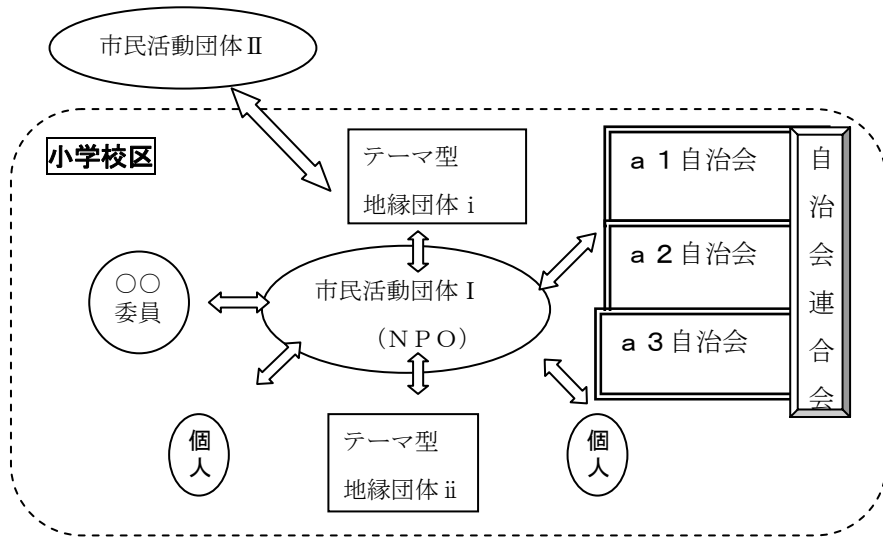 市民活動団体Ⅱ
小学校区
テーマ型
地縁団体ⅰ
ａ１自治会
ａ２自治会
ａ３自治会
自治会連合会
○○
委員
市民活動団体Ⅰ
（ＮＰＯ）
個人
テーマ型
地縁団体ⅱ
個人